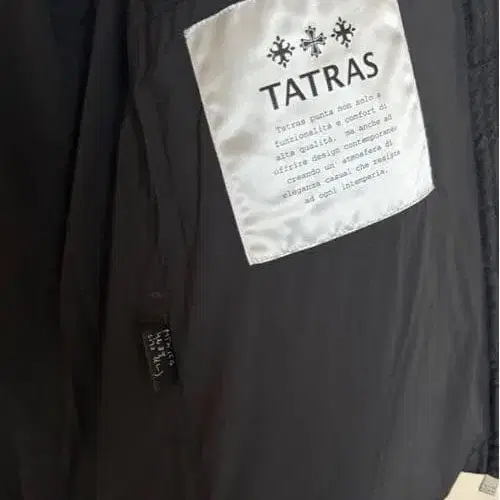 TATRAS
Tatras punta non solo a
funzionalità e comfort di
alta qualità, ma anche ad
offrire design contemporaneo
creando un' atmosfera di
eleganza casual che resista
ad ogni intemperia.